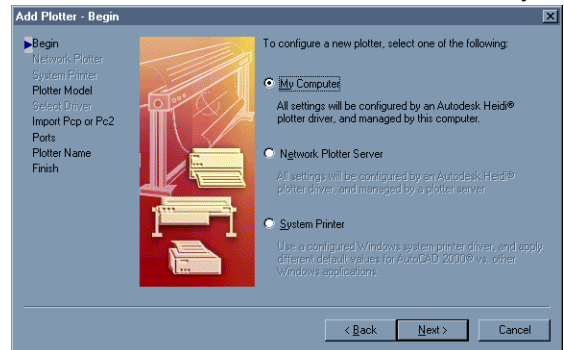 Add Plotter - Begin
Begin
Network Plotter
System Printer
Plotter Model
Select Driver
Import Pcp or Pc2
Ports
Plotter Name
Finish
To configure a new plotter, select one of the following:
My Computer
All settings will be configured by an Autodesk Heidi®
plotter driver, and managed by this computer.
Network Plotter Server
All settings will be configured by an Autodesk Heidi®
plotter driver, and managed by a plotter server.
System Printer
Use a configured Windows system printer driver, and apply
different default values for AutoCAD 2000® vs. other
Windows applications.
< Back
Next >
Cancel